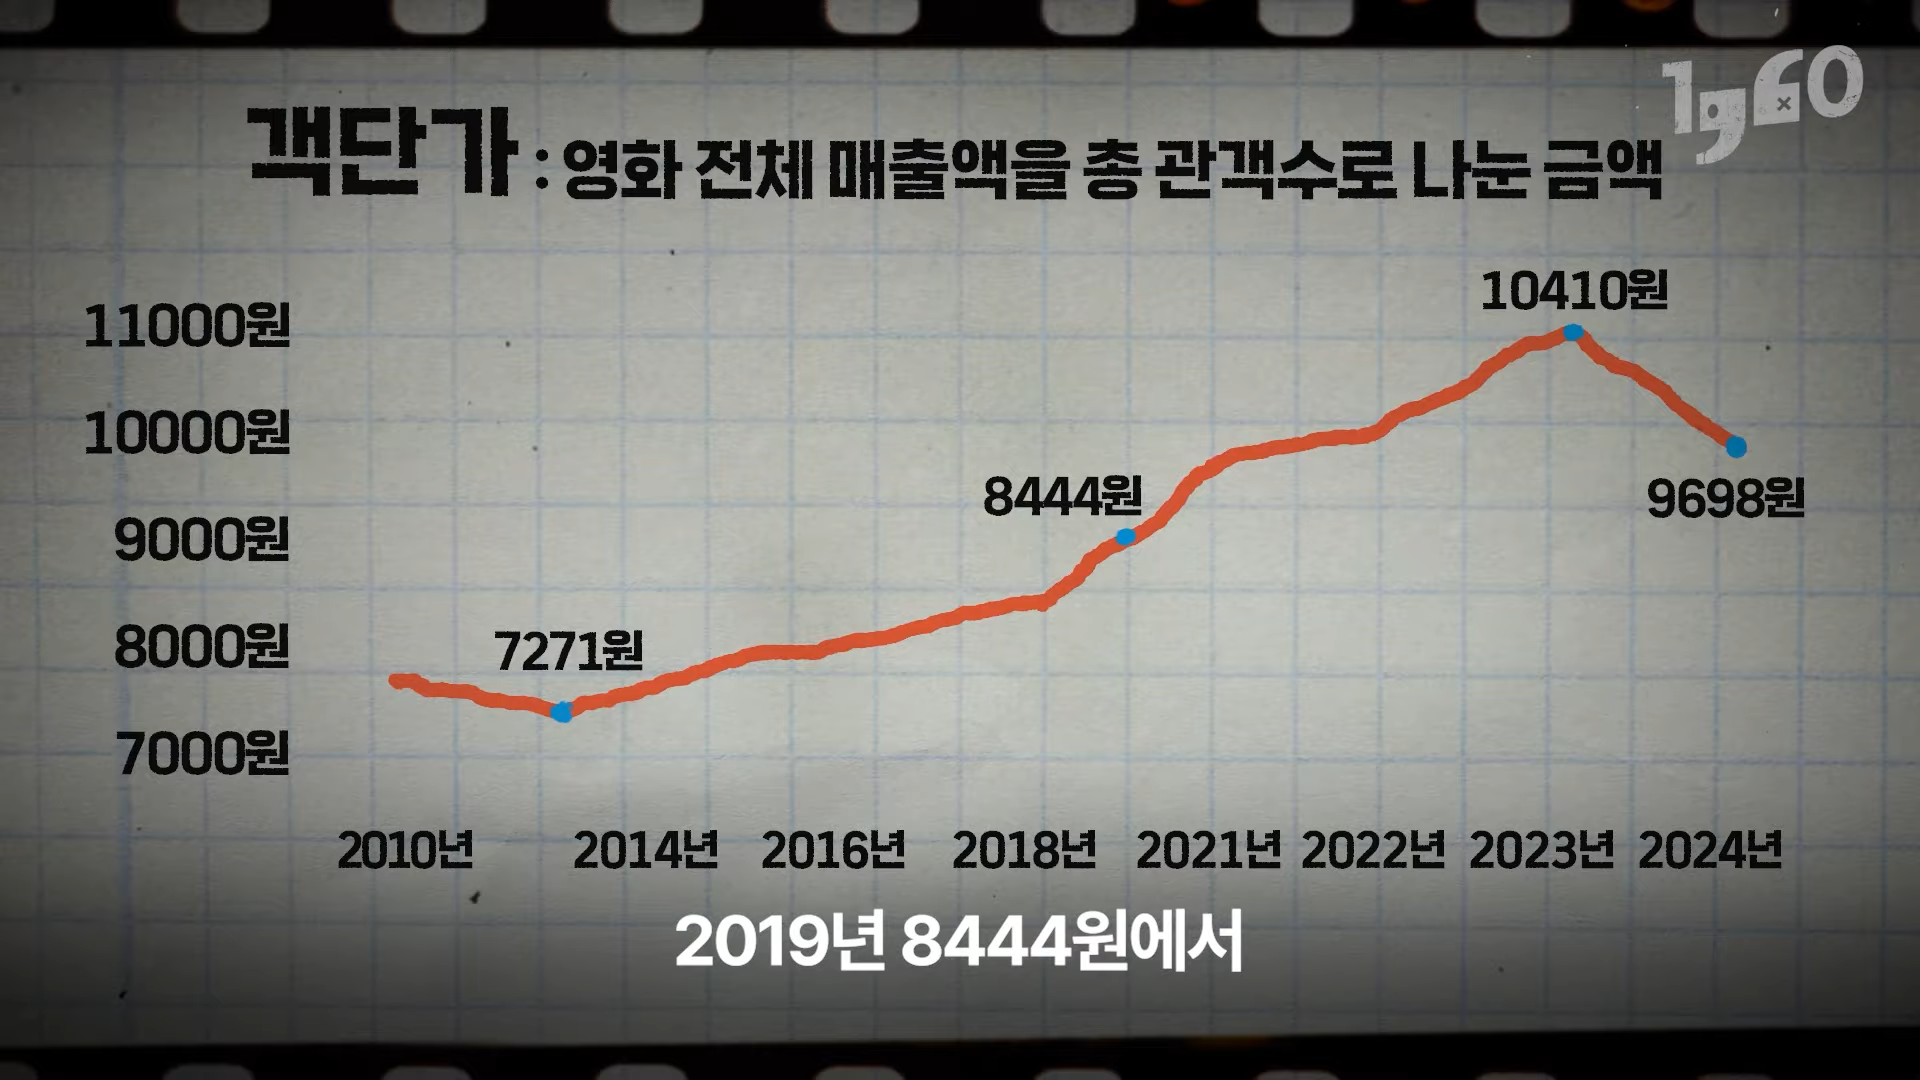 1960
객단가 : 영화 전체 매출액을 총 관객수로 나눈 금액
11000원
10000원
9000원
8000원
7000원
7271원
8444원
10410원
9698원
2010년 2014년 2016년 2018년 2021년 2022년 2023년 2024년
2019년 8444원에서